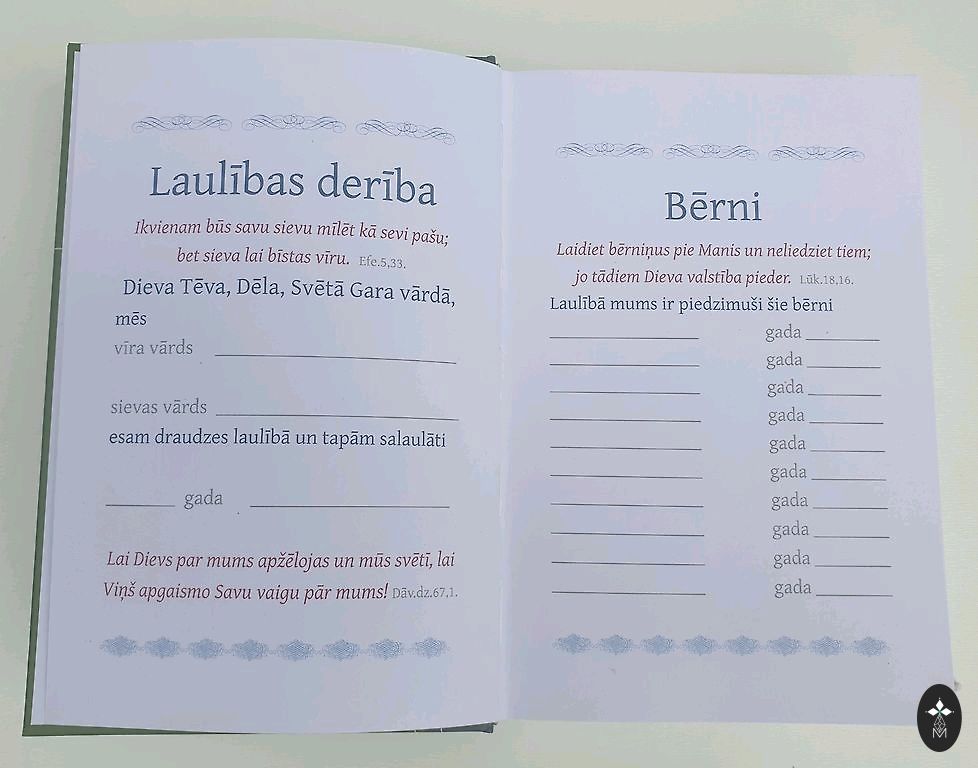 Laulības derība
Ikvienam būs savu sievu mīlēt kā sevi pašu;
bet sieva lai bīstas vīru. Efe.5,33.
Dieva Tēva, Dēla, Svētā Gara vārdā,
mēs
vīra vārds
sievas vārds
esam draudzes laulībā un tapām salaulāti
gada
Lai Dievs par mums apžēlojas un mūs svētī, lai
Viņš apgaismo Savu vaigu pār mums! Dāv.dz.67,1.
Bērni
Laidiet bērniņus pie Manis un neliedziet tiem;
jo tādiem Dieva valstība pieder. Lūk.18,16.
Laulībā mums ir piedzimuši šie bērni
gada
gada
gada
gada
gada
gada
gada
gada
gada
gada
M